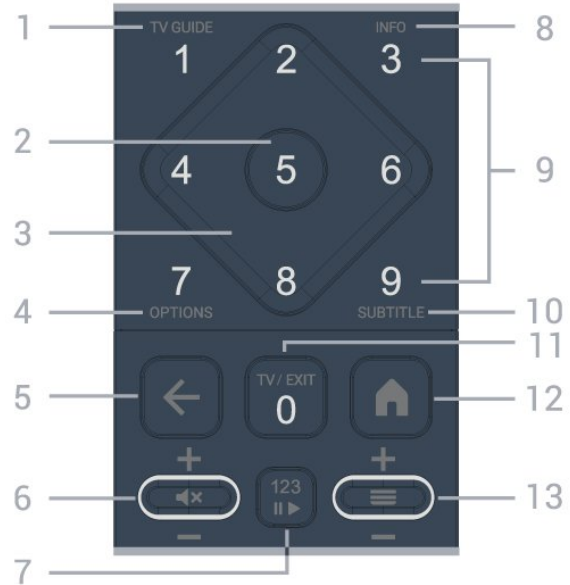 1 TV GUIDE INFO 8
1 2 3
2
4 5 6 9
3
7 8 9
4 OPTIONS SUBTITLE 10
11
TV / EXIT
5 0 12
+ +
6 13
123
- -
7